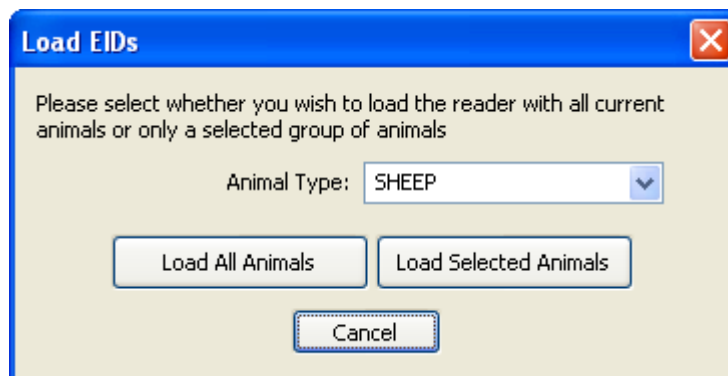 Load EIDs
Please select whether you wish to load the reader with all current
animals or only a selected group of animals
Animal Type: SHEEP
Load All Animals Load Selected Animals
Cancel